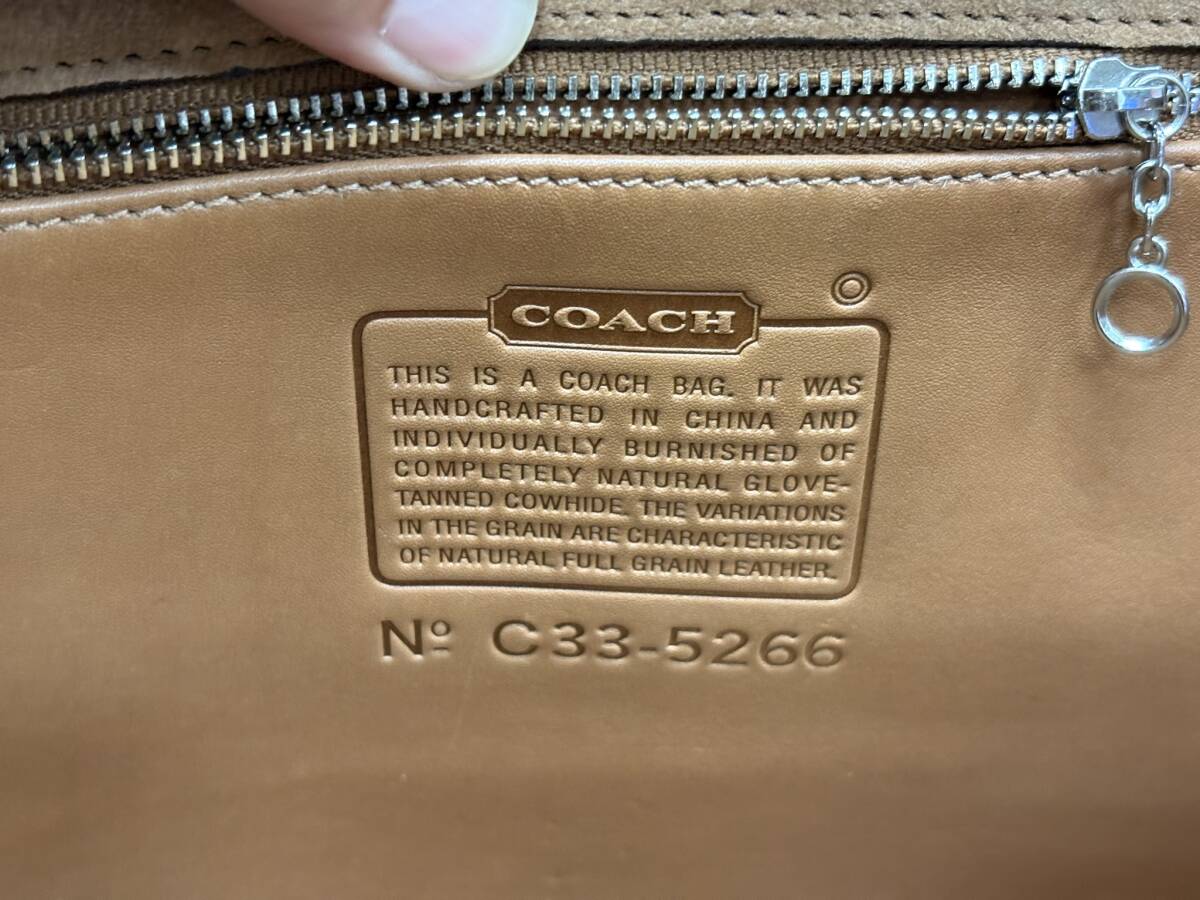 COACH
THIS IS A COACH BAG. IT WAS
HANDCRAFTED IN CHINA AND
INDIVIDUALLY BURNISHED OF
COMPLETELY NATURAL GLOVE-
TANNED COWHIDE. THE VARIATIONS
IN THE GRAIN ARE CHARACTERISTIC
OF NATURAL FULL GRAIN LEATHER.
Nº C33-5266